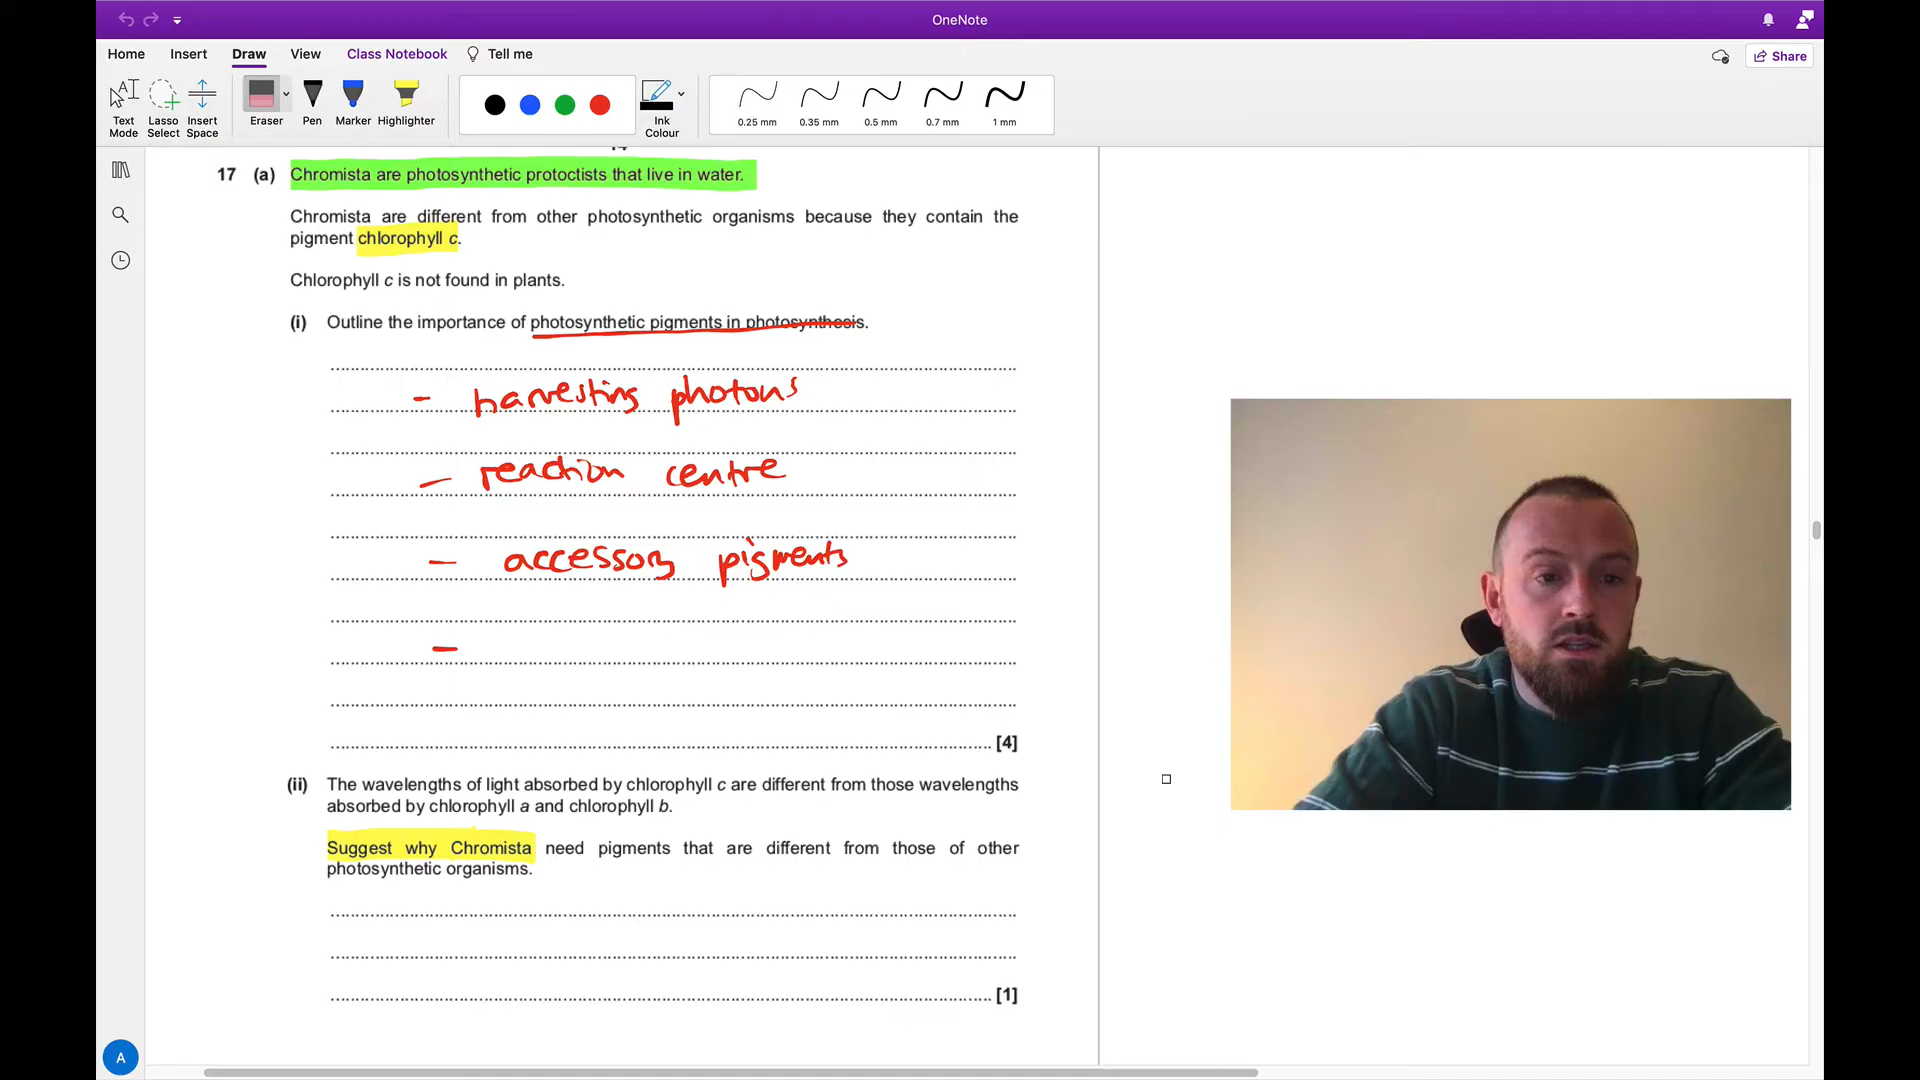 OneNote
Home Insert Draw View Class Notebook Tell me
Share
Text Mode
Lasso Select
Insert Space
Eraser
Pen
Marker
Highlighter
Ink Colour
0.25 mm
0.35 mm
0.5 mm
0.7 mm
1 mm
17 (a) Chromista are photosynthetic protoctists that live in water.
Chromista are different from other photosynthetic organisms because they contain the
pigment chlorophyll c.
Chlorophyll c is not found in plants.
(i) Outline the importance of photosynthetic pigments in photosynthesis.
- harvesting photons
- reaction centre
- accessory pigments
-
[4]
(ii) The wavelengths of light absorbed by chlorophyll c are different from those wavelengths
absorbed by chlorophyll a and chlorophyll b.
Suggest why Chromista need pigments that are different from those of other
photosynthetic organisms.
[1]
A